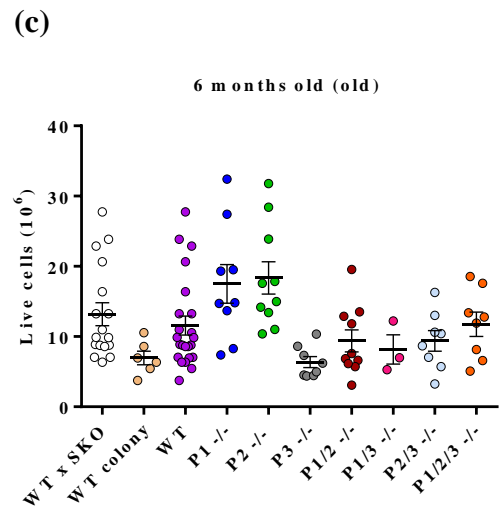 (c)
6 months old (old)
Live cells (10⁶)
40
30
20
10
0
WT x SKO
WT colony
WT
P1 -/-
P2 -/-
P3 -/-
P1/2 -/-
P1/3 -/-
P2/3 -/-
P1/2/3 -/-